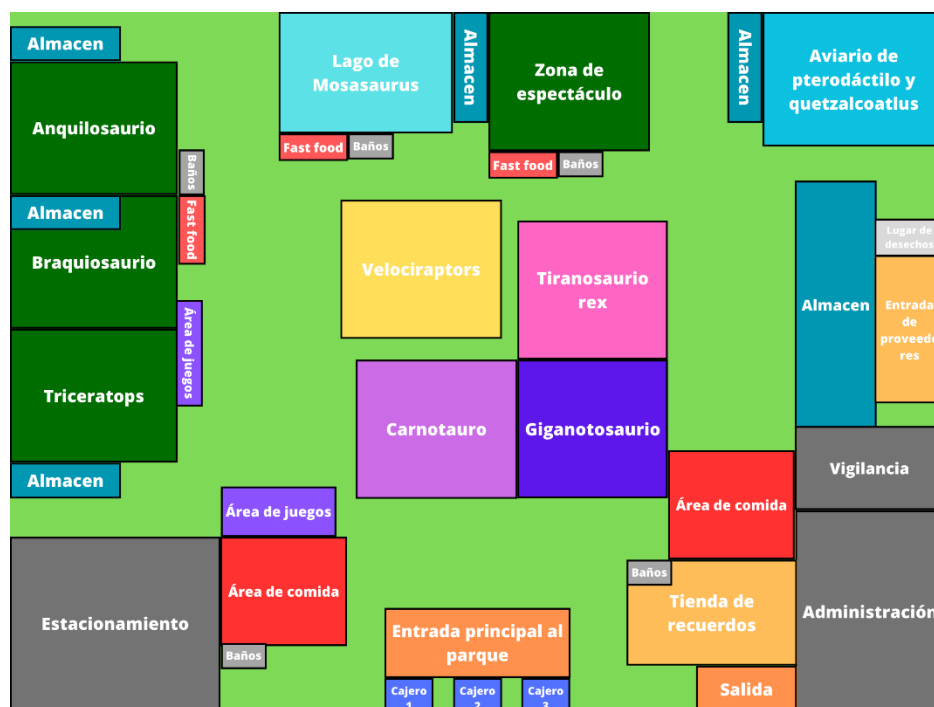 Almacen
Anquilosaurio
Baños
Almacen
Fast food
Braquiosaurio
Área de juegos
Triceratops
Almacen
Lago de
Mosasaurus
Almacen
Fast food
Baños
Zona de
espectáculo
Fast food
Baños
Almacen
Aviario de
pterodáctilo y
quetzalcoatlus
Velociraptors
Tiranosaurio
rex
Carnotauro
Giganotosaurio
Almacen
Lugar de
desechos
Entrada
de
proveedo
res
Vigilancia
Área de comida
Área de juegos
Área de comida
Baños
Estacionamiento
Entrada principal al
parque
Cajero
1
Cajero
2
Cajero
3
Baños
Tienda de
recuerdos
Administración
Salida